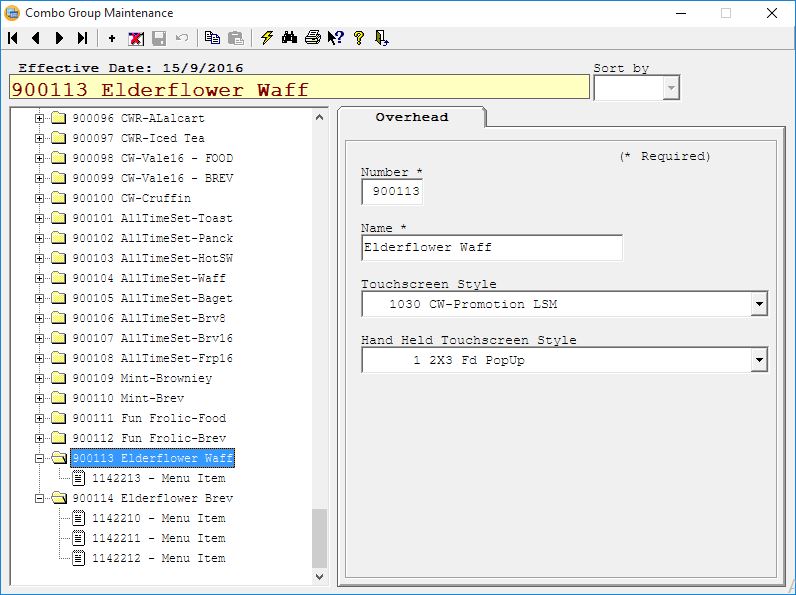 Combo Group Maintenance
Effective Date: 15/9/2016
Sort by
900113 Elderflower Waff
900096 CWR-ALalcart
900097 CWR-Iced Tea
900098 CW-Vale16 - FOOD
900099 CW-Vale16 - BREV
900100 CW-Cruffin
900101 AllTimeSet-Toast
900102 AllTimeSet-Panck
900103 AllTimeSet-HotSW
900104 AllTimeSet-Waff
900105 AllTimeSet-Baget
900106 AllTimeSet-Brv8
900107 AllTimeSet-Brv16
900108 AllTimeSet-Frp16
900109 Mint-Browniey
900110 Mint-Brev
900111 Fun Frolic-Food
900112 Fun Frolic-Brev
900113 Elderflower Waff
1142213 - Menu Item
900114 Elderflower Brev
1142210 - Menu Item
1142211 - Menu Item
1142212 - Menu Item
Overhead
(* Required)
Number *
900113
Name *
Elderflower Waff
Touchscreen Style
1030 CW-Promotion LSM
Hand Held Touchscreen Style
1 2X3 Fd PopUp